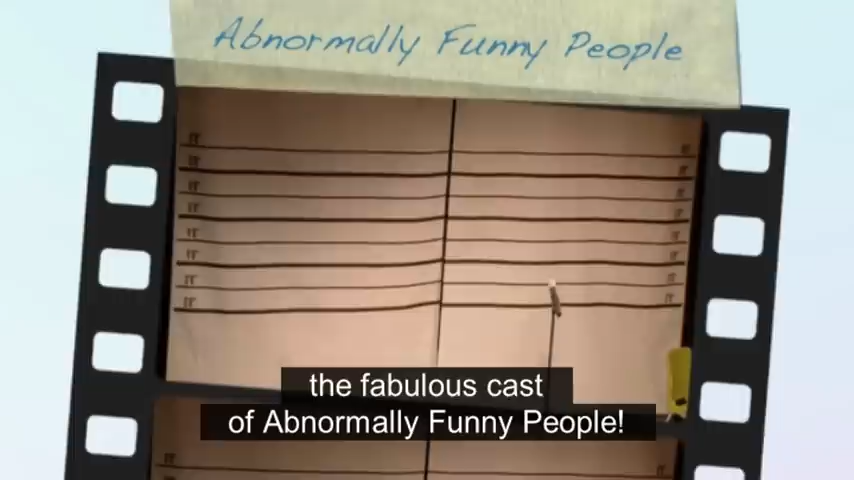 Abnormally Funny People
the fabulous cast
of Abnormally Funny People!